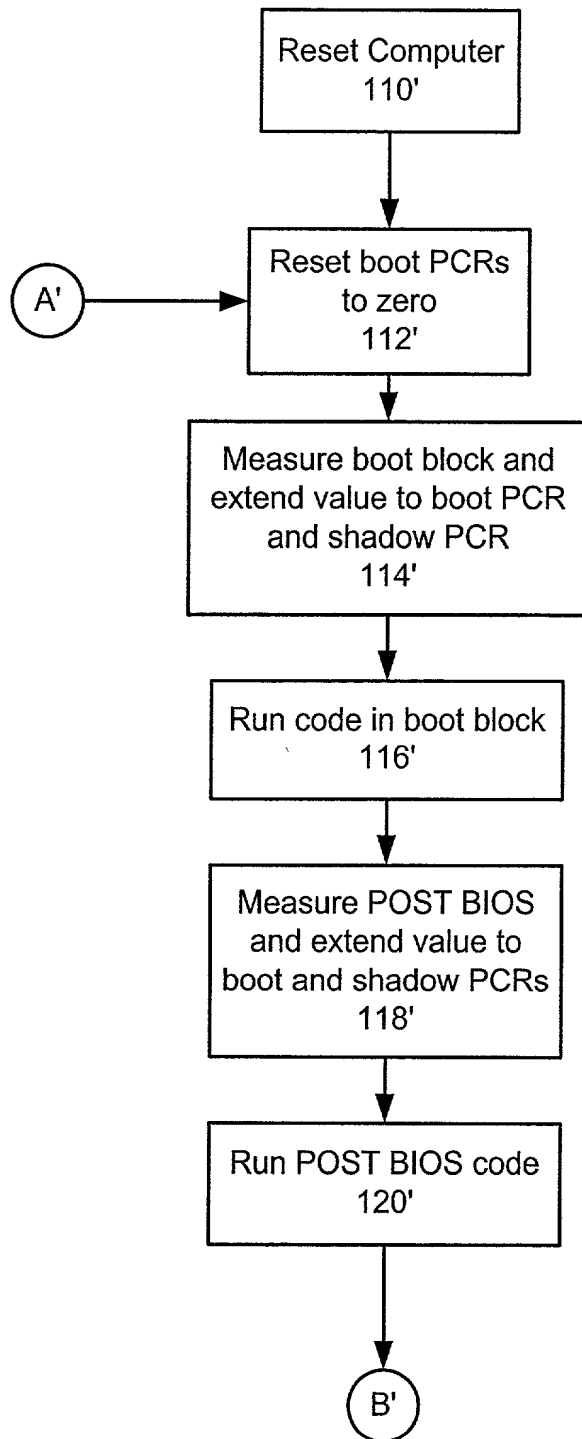 Reset Computer
110'
Reset boot PCRs
to zero
112'
A'
Measure boot block and
extend value to boot PCR
and shadow PCR
114'
Run code in boot block
116'
Measure POST BIOS
and extend value to
boot and shadow PCRs
118'
Run POST BIOS code
120'
B'